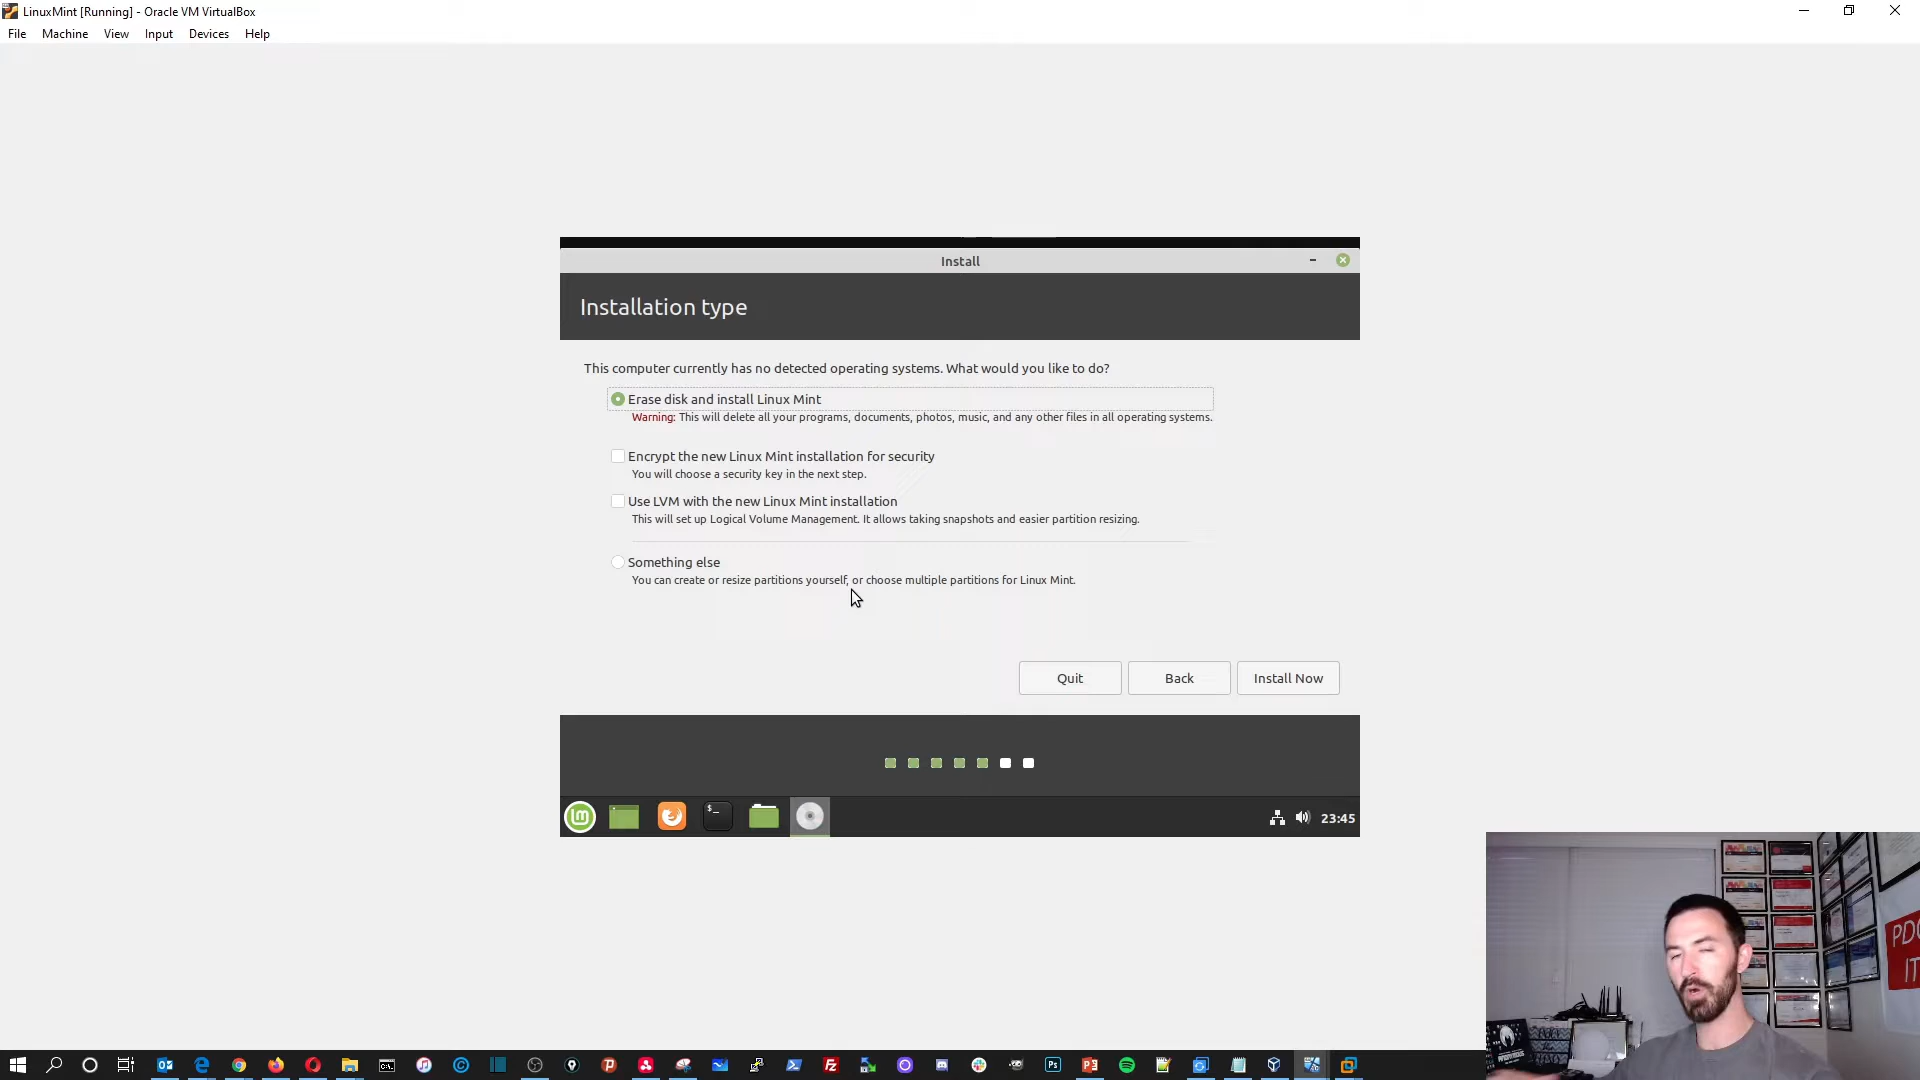 LinuxMint [Running] - Oracle VM VirtualBox
File Machine View Input Devices Help
Install
Installation type
This computer currently has no detected operating systems. What would you like to do?
Erase disk and install Linux Mint
Warning: This will delete all your programs, documents, photos, music, and any other files in all operating systems.
Encrypt the new Linux Mint installation for security
You will choose a security key in the next step.
Use LVM with the new Linux Mint installation
This will set up Logical Volume Management. It allows taking snapshots and easier partition resizing.
Something else
You can create or resize partitions yourself, or choose multiple partitions for Linux Mint.
Quit Back Install Now
23:45